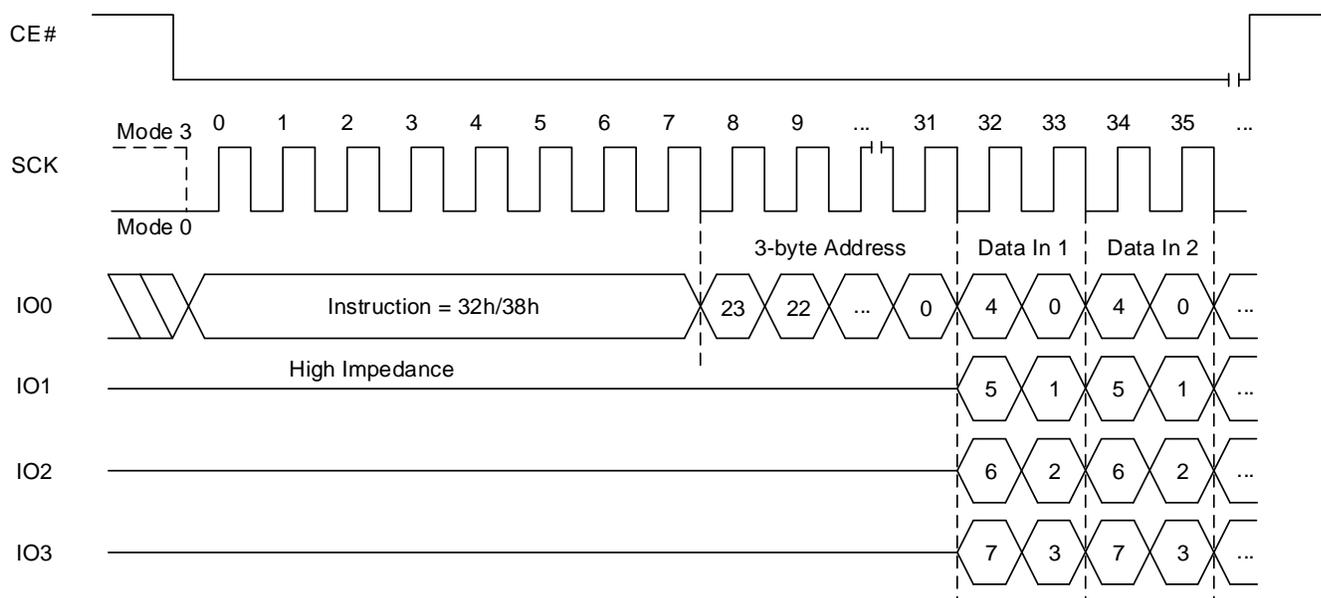 CE#
Mode 3 0 1 2 3 4 5 6 7 8 9 ... 31 32 33 34 35 ...
SCK
Mode 0
3-byte Address Data In 1 Data In 2
IO0 Instruction = 32h/38h 23 22 ... 0 4 0 4 0 ...
High Impedance
IO1 5 1 5 1 ...
IO2 6 2 6 2 ...
IO3 7 3 7 3 ...